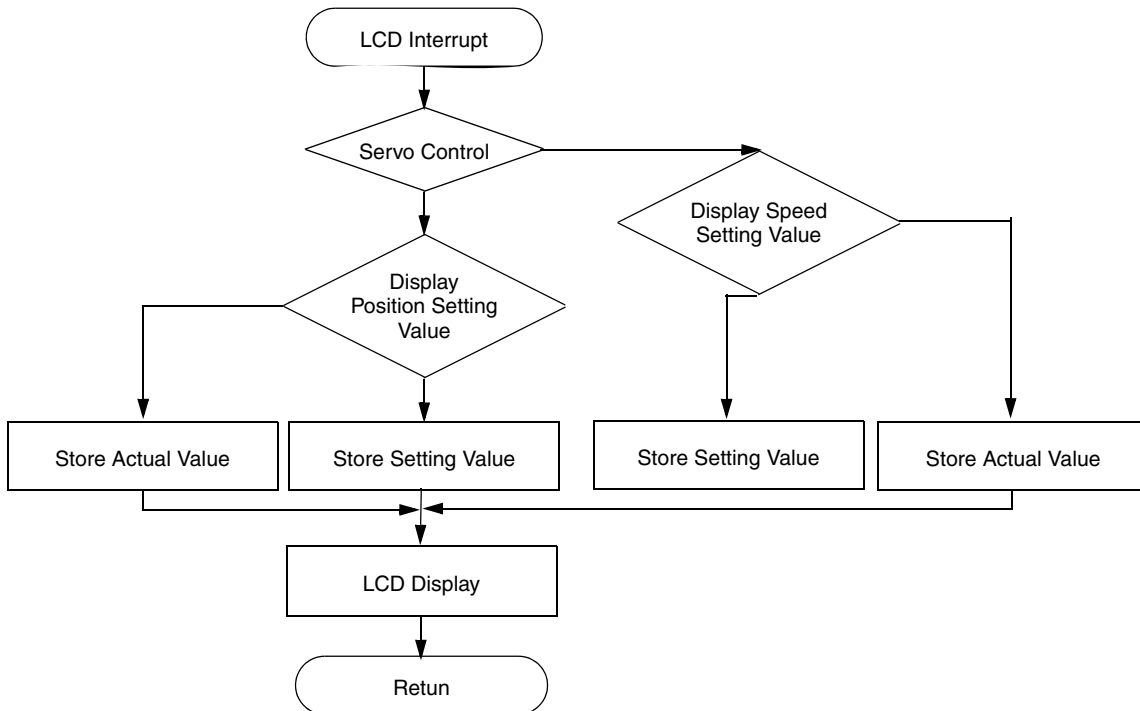 LCD Interrupt
Servo Control
Display Speed
Setting Value
Display
Position Setting
Value
Store Actual Value
Store Setting Value
Store Setting Value
Store Actual Value
LCD Display
Retun